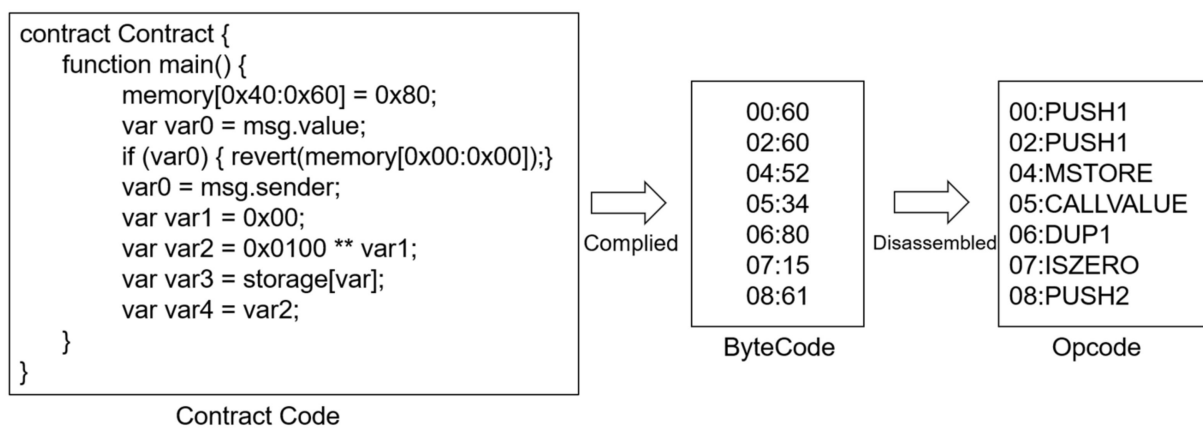 contract Contract {
function main() {
memory[0x40:0x60] = 0x80;
var var0 = msg.value;
if (var0) { revert(memory[0x00:0x00]);}
var0 = msg.sender;
var var1 = 0x00;
var var2 = 0x0100 ** var1;
var var3 = storage[var];
var var4 = var2;
}
}
Contract Code
Complied
00:60
02:60
04:52
05:34
06:80
07:15
08:61
ByteCode
Disassembled
00:PUSH1
02:PUSH1
04:MSTORE
05:CALLVALUE
06:DUP1
07:ISZERO
08:PUSH2
Opcode